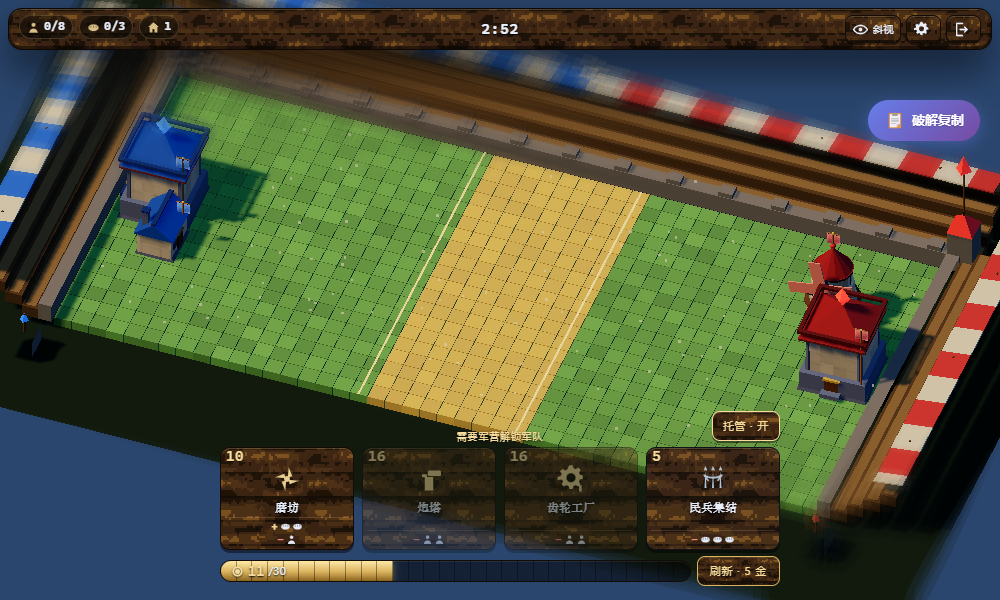 0/8 0/3 1
2:52
斜视
破解复制
托管 · 开
需要军营解锁军队
10
磨坊
16
炮塔
16
齿轮工厂
5
民兵集结
11/30
刷新 · 5 金